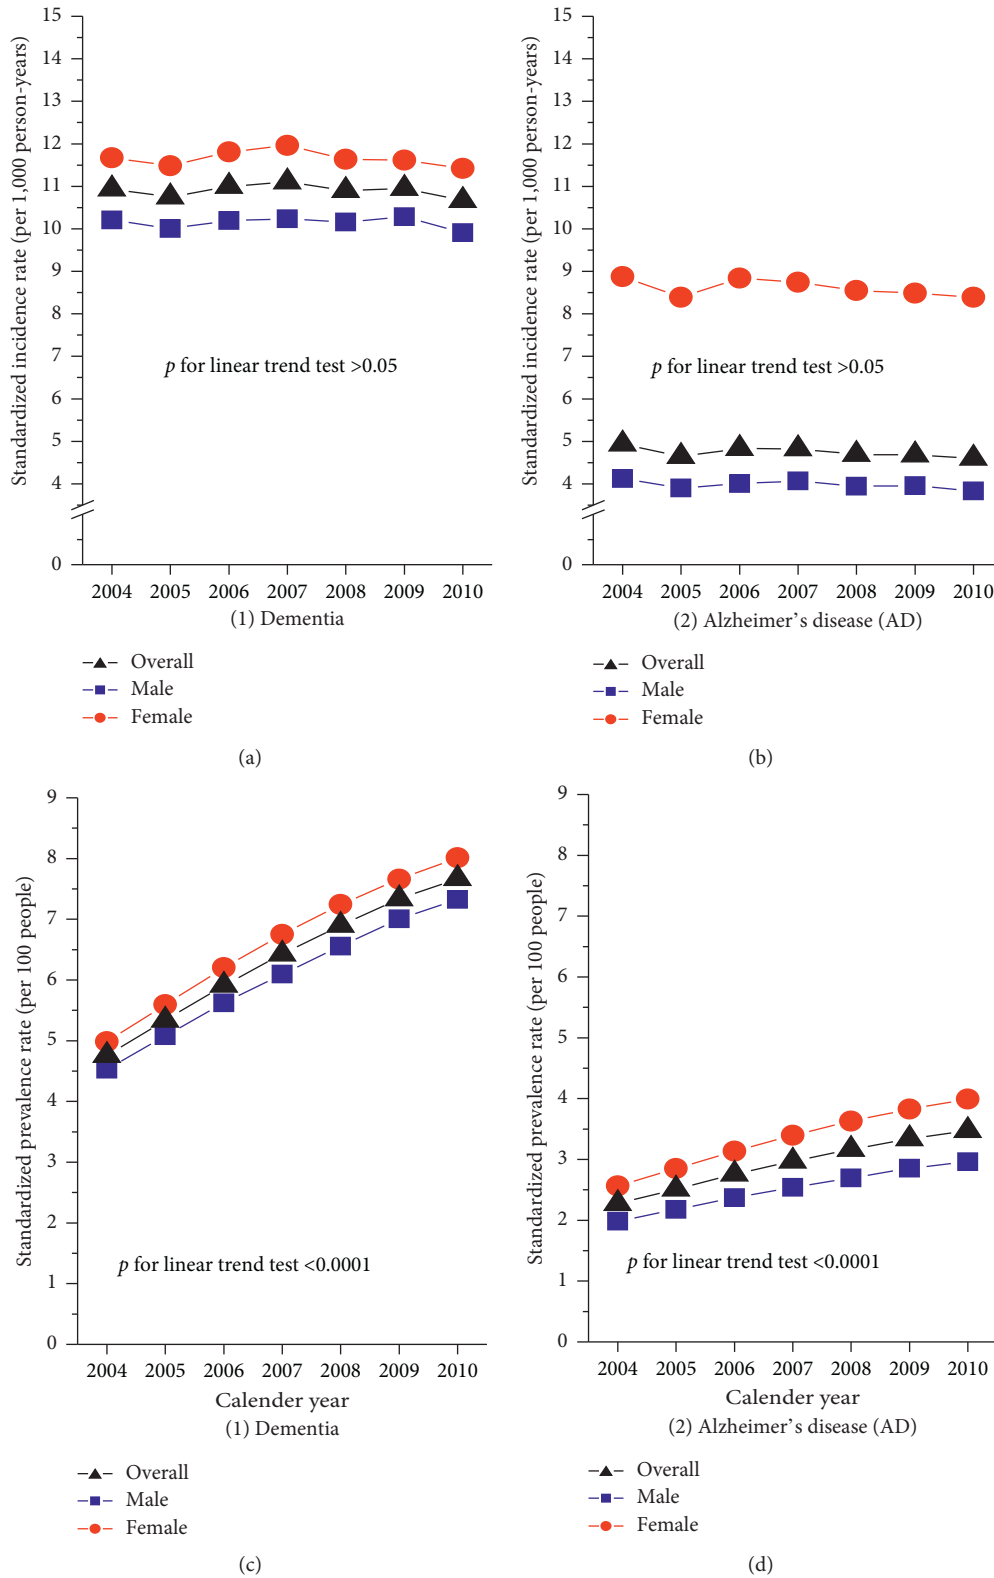 Standardized incidence rate (per 1,000 person-years)
15
14
13
12
11
10
9
8
7
6
5
4
0
p for linear trend test >0.05
2004 2005 2006 2007 2008 2009 2010
(1) Dementia
Overall
Male
Female
(a)
Standardized incidence rate (per 1,000 person-years)
15
14
13
12
11
10
9
8
7
6
5
4
0
p for linear trend test >0.05
2004 2005 2006 2007 2008 2009 2010
(2) Alzheimer's disease (AD)
Overall
Male
Female
(b)
Standardized prevalence rate (per 100 people)
9
8
7
6
5
4
3
2
1
0
p for linear trend test <0.0001
2004 2005 2006 2007 2008 2009 2010
Calender year
(1) Dementia
Overall
Male
Female
(c)
Standardized prevalence rate (per 100 people)
9
8
7
6
5
4
3
2
1
0
p for linear trend test <0.0001
2004 2005 2006 2007 2008 2009 2010
Calender year
(2) Alzheimer's disease (AD)
Overall
Male
Female
(d)